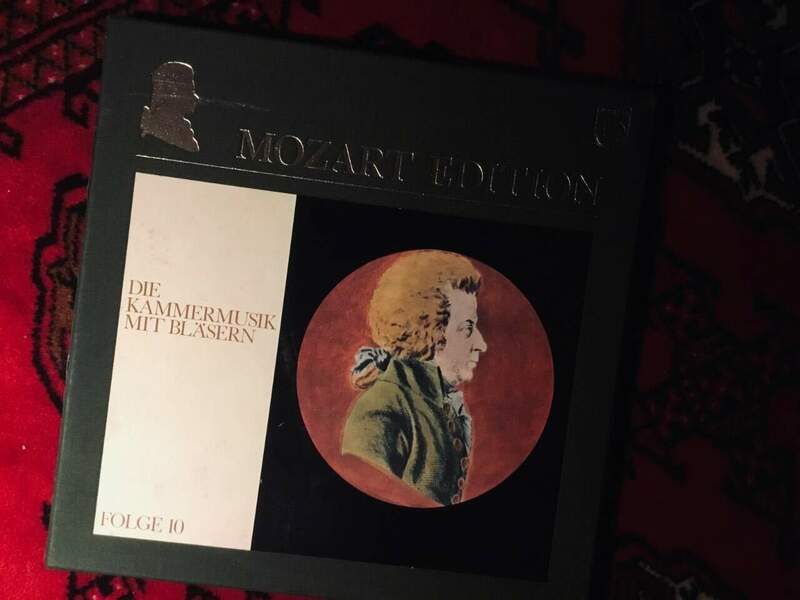 MOZART EDITION
DIE
KAMMERMUSIK
MIT BLÄSERN
FOLGE 10